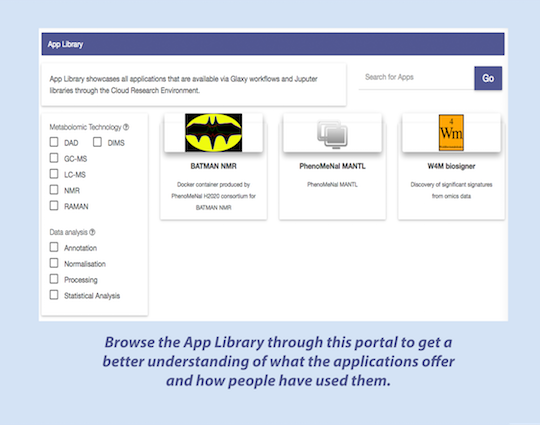 App Library
App Library showcases all applications that are available via Glaxy workflows and Juputer
libraries through the Cloud Research Environment.
Search for Apps
Go
Metabolomic Technology ?
DAD DIMS
GC-MS
LC-MS
NMR
RAMAN
Data analysis ?
Annotation
Normalisation
Processing
Statistical Analysis
BATMAN NMR
Docker container produced by
PhenoMeNal H2020 consortium for
BATMAN NMR
PhenoMeNal MANTL
PhenoMeNal MANTL
4
Wm
W4M biosigner
Discovery of significant signatures
from omics data
Browse the App Library through this portal to get a
better understanding of what the applications offer
and how people have used them.